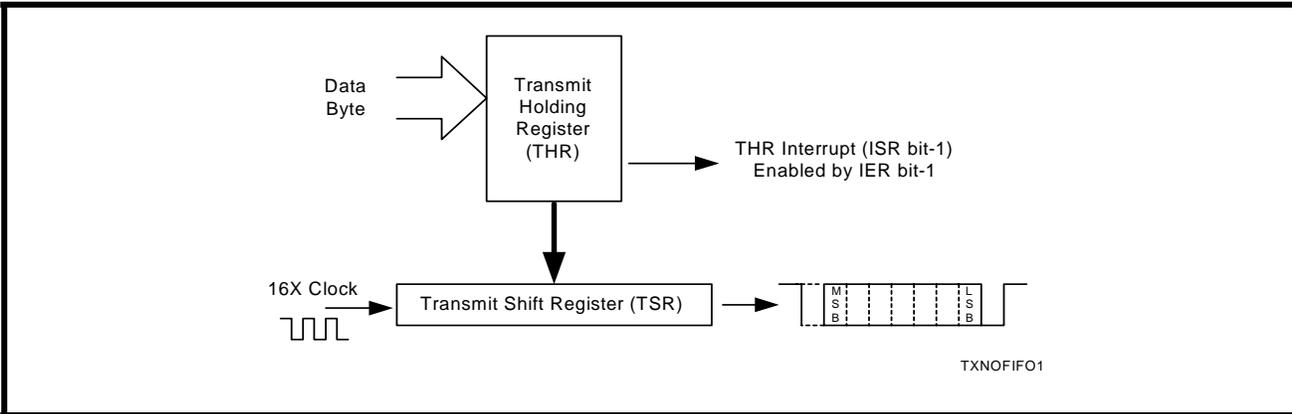 Data
Byte
Transmit
Holding
Register
(THR)
THR Interrupt (ISR bit-1)
Enabled by IER bit-1
16X Clock
Transmit Shift Register (TSR)
M
S
B
L
S
B
TXNOFIFO1